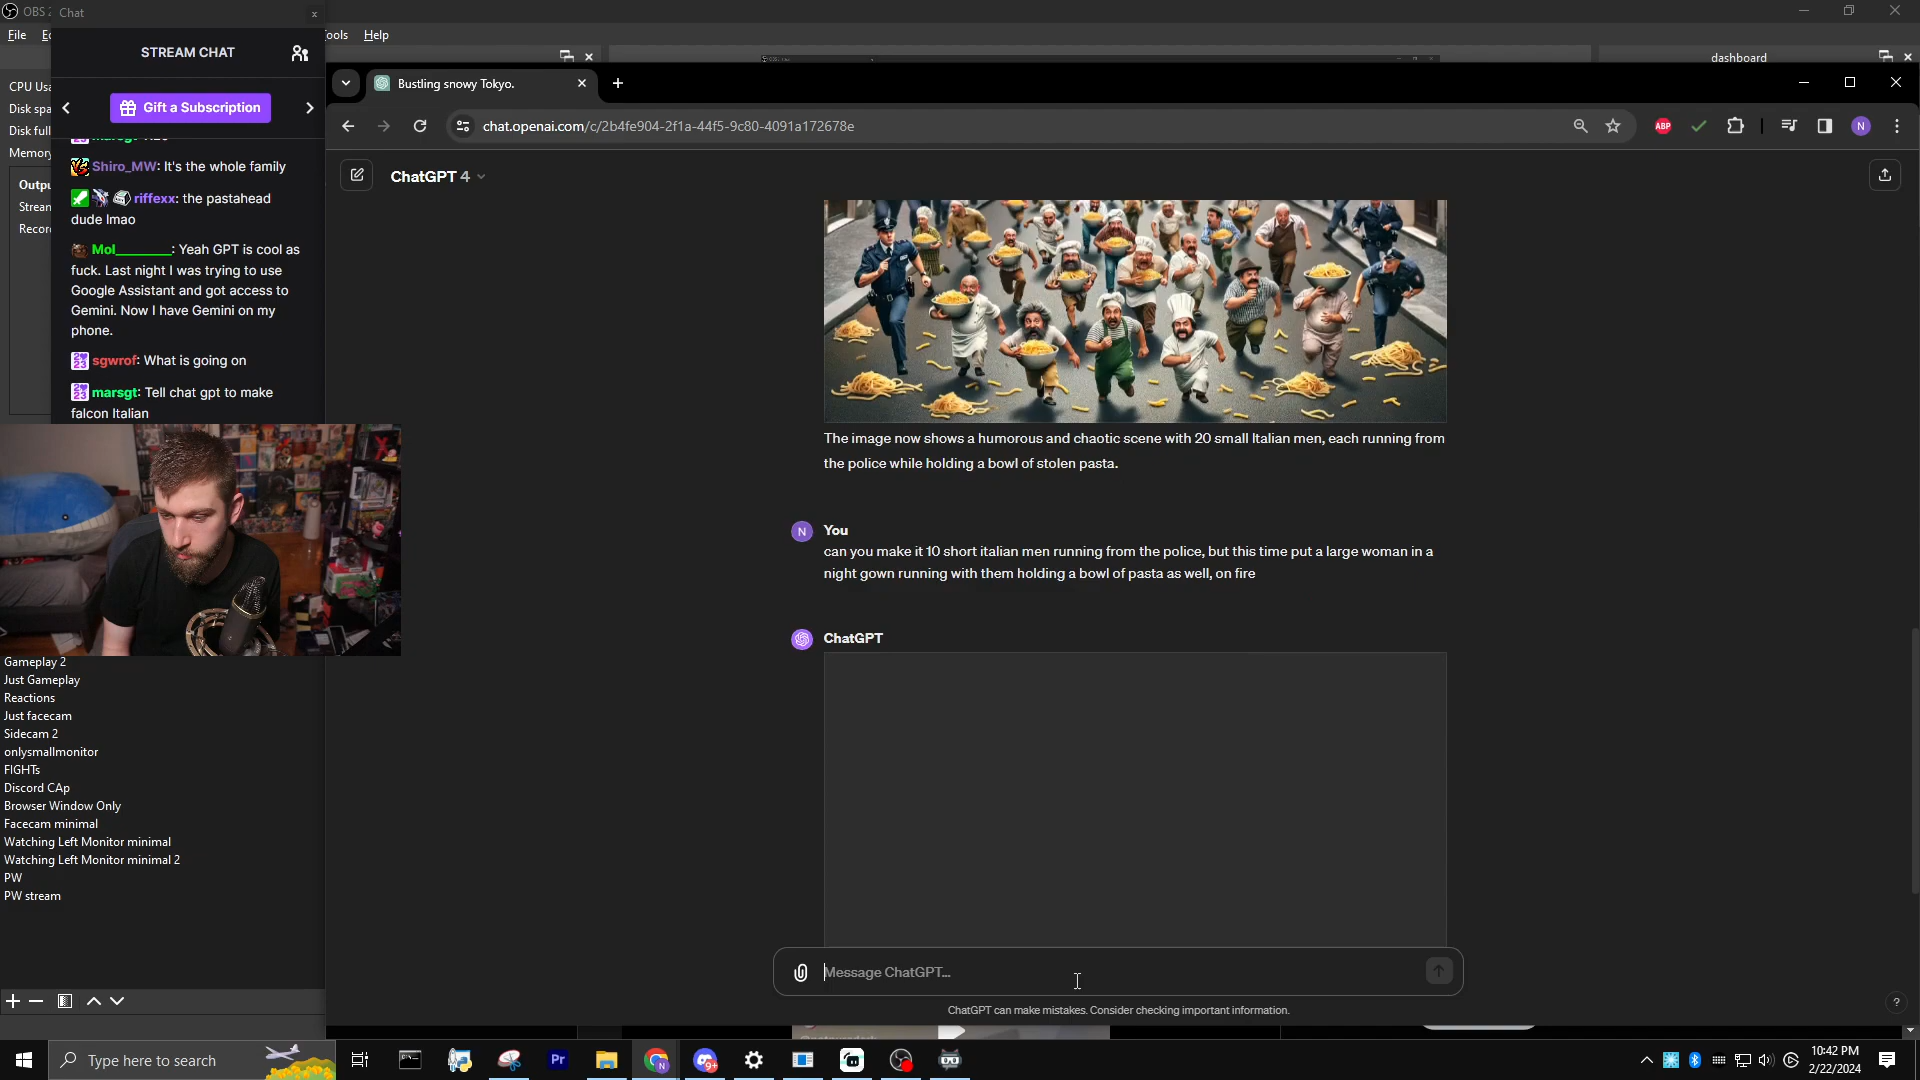 OBS 2
Chat
x
File
Ec
ools
Help
STREAM CHAT
dashboard
Bustling snowy Tokyo.
CPU Usa
Gift a Subscription
Disk spa
chat.openai.com/c/2b4fe904-2f1a-44f5-9c80-4091a172678e
ABP
N
Disk full
Memory
Shiro_MW: It's the whole family
ChatGPT 4
Outpu
riffexx: the pastahead
Strean
dude lmao
Recor
Mol________: Yeah GPT is cool as
fuck. Last night I was trying to use
Google Assistant and got access to
Gemini. Now I have Gemini on my
phone.
sgwrof: What is going on
marsgt: Tell chat gpt to make
falcon Italian
The image now shows a humorous and chaotic scene with 20 small Italian men, each running from
the police while holding a bowl of stolen pasta.
N
You
can you make it 10 short italian men running from the police, but this time put a large woman in a
night gown running with them holding a bowl of pasta as well, on fire
ChatGPT
Gameplay 2
Just Gameplay
Reactions
Just facecam
Sidecam 2
onlysmallmonitor
FIGHTs
Discord CAp
Browser Window Only
Facecam minimal
Watching Left Monitor minimal
Watching Left Monitor minimal 2
PW
PW stream
Message ChatGPT...
ChatGPT can make mistakes. Consider checking important information.
?
Type here to search
Pr
N
9+
10:42 PM
2/22/2024